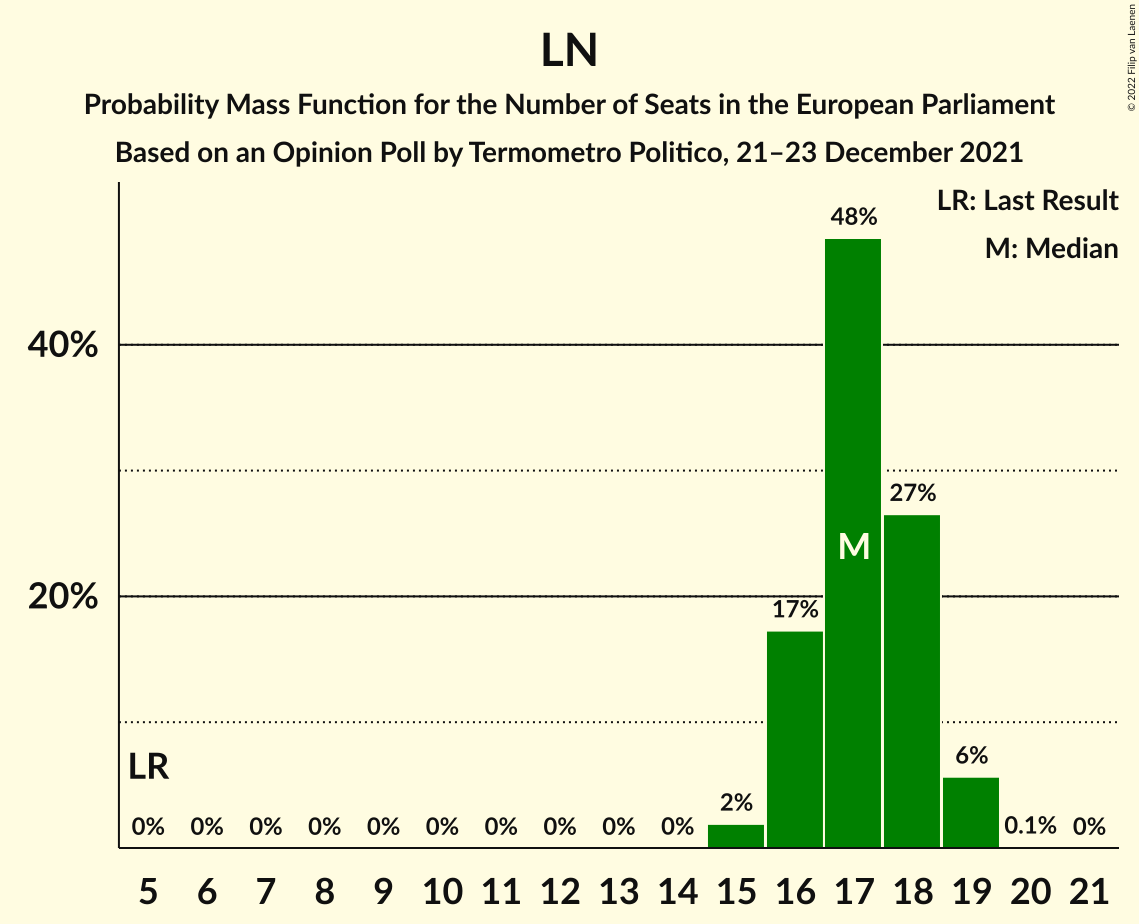 LN
Probability Mass Function for the Number of Seats in the European Parliament
Based on an Opinion Poll by Termometro Politico, 21–23 December 2021
© 2022 Filip van Laenen
LR: Last Result
M: Median
48%
40%
27%
M
20%
17%
LR
6%
2%
0% 0% 0% 0% 0% 0% 0% 0% 0% 0% 0.1% 0%
5 6 7 8 9 10 11 12 13 14 15 16 17 18 19 20 21